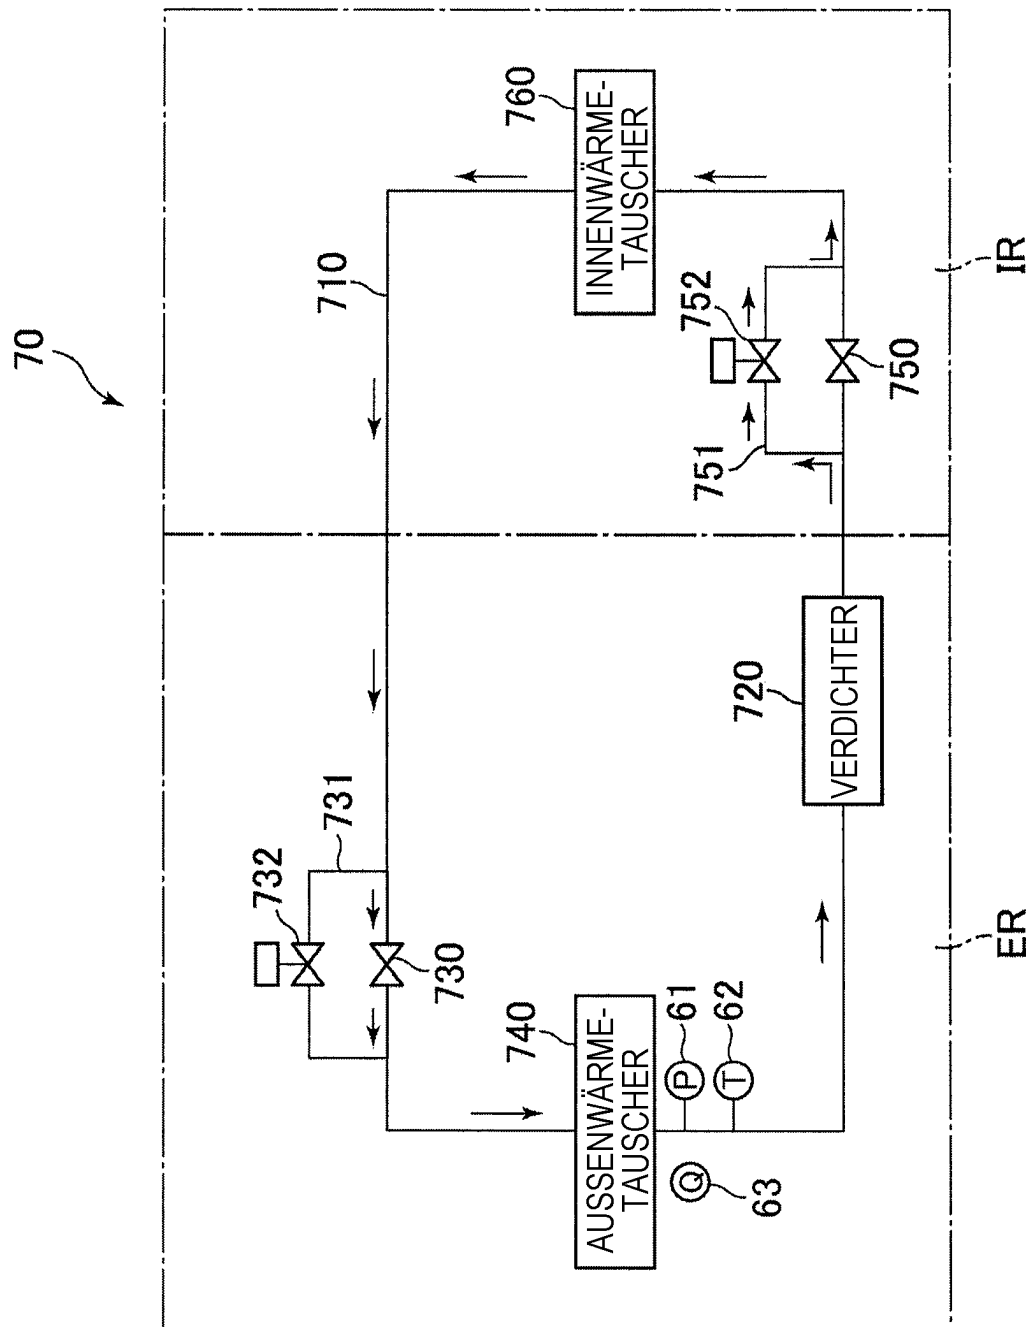 70
732
731
710
730
740
760
AUSSENWÄRME-
TAUSCHER
INNENWÄRME-
TAUSCHER
Q
P
61
T
62
63
752
751
720
VERDICHTER
750
ER
IR